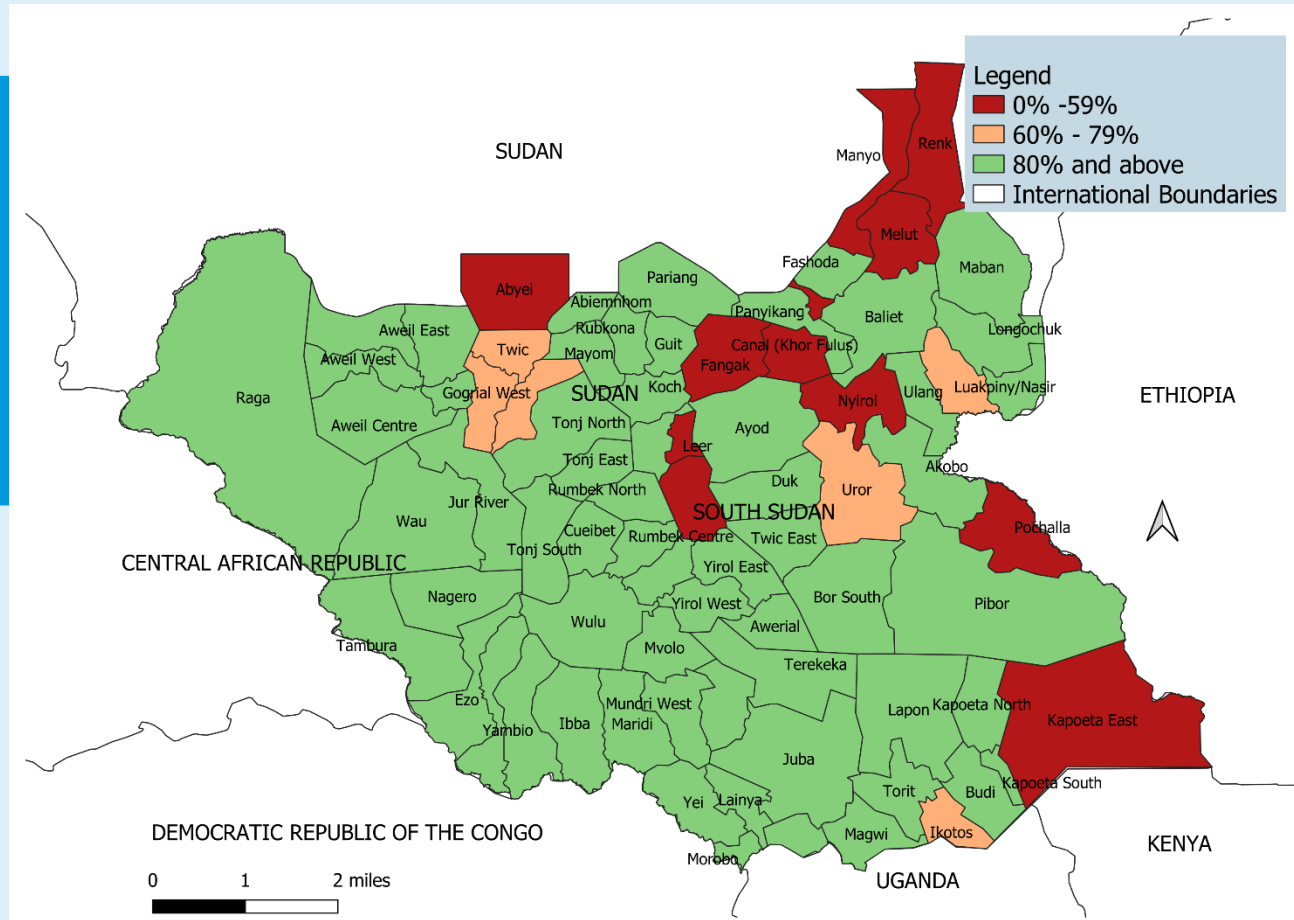 Legend
0% -59%
60% - 79%
80% and above
International Boundaries
SUDAN
Manyo
Renk
Melut
Fashoda
Maban
Pariang
Abyei
Abiemnhom
Panyikang
Baliet
Aweil East
Rubkona
Longochuk
Twic
Mayom
Guit
Canal (Khor Fulus)
Aweil West
Fangak
Koch
Gogrial West
SUDAN
Nyirol
Ulang
Luakpiny/Nasir
ETHIOPIA
Raga
Aweil Centre
Tonj North
Ayod
Leer
Tonj East
Akobo
Duk
Uror
Rumbek North
Jur River
SOUTH SUDAN
Wau
Cueibet
Rumbek Centre
Twic East
Pochalla
Tonj South
CENTRAL AFRICAN REPUBLIC
Yirol East
Nagero
Yirol West
Bor South
Pibor
Wulu
Awerial
Tambura
Mvolo
Terekeka
Ezo
Mundri West
Kapoeta North
Lapon
Yambio
Ibba
Maridi
Kapoeta East
Juba
Kapoeta South
Yei
Lainya
Torit
Budi
Magwi
Ikotos
DEMOCRATIC REPUBLIC OF THE CONGO
Morobo
KENYA
UGANDA
0 1 2 miles